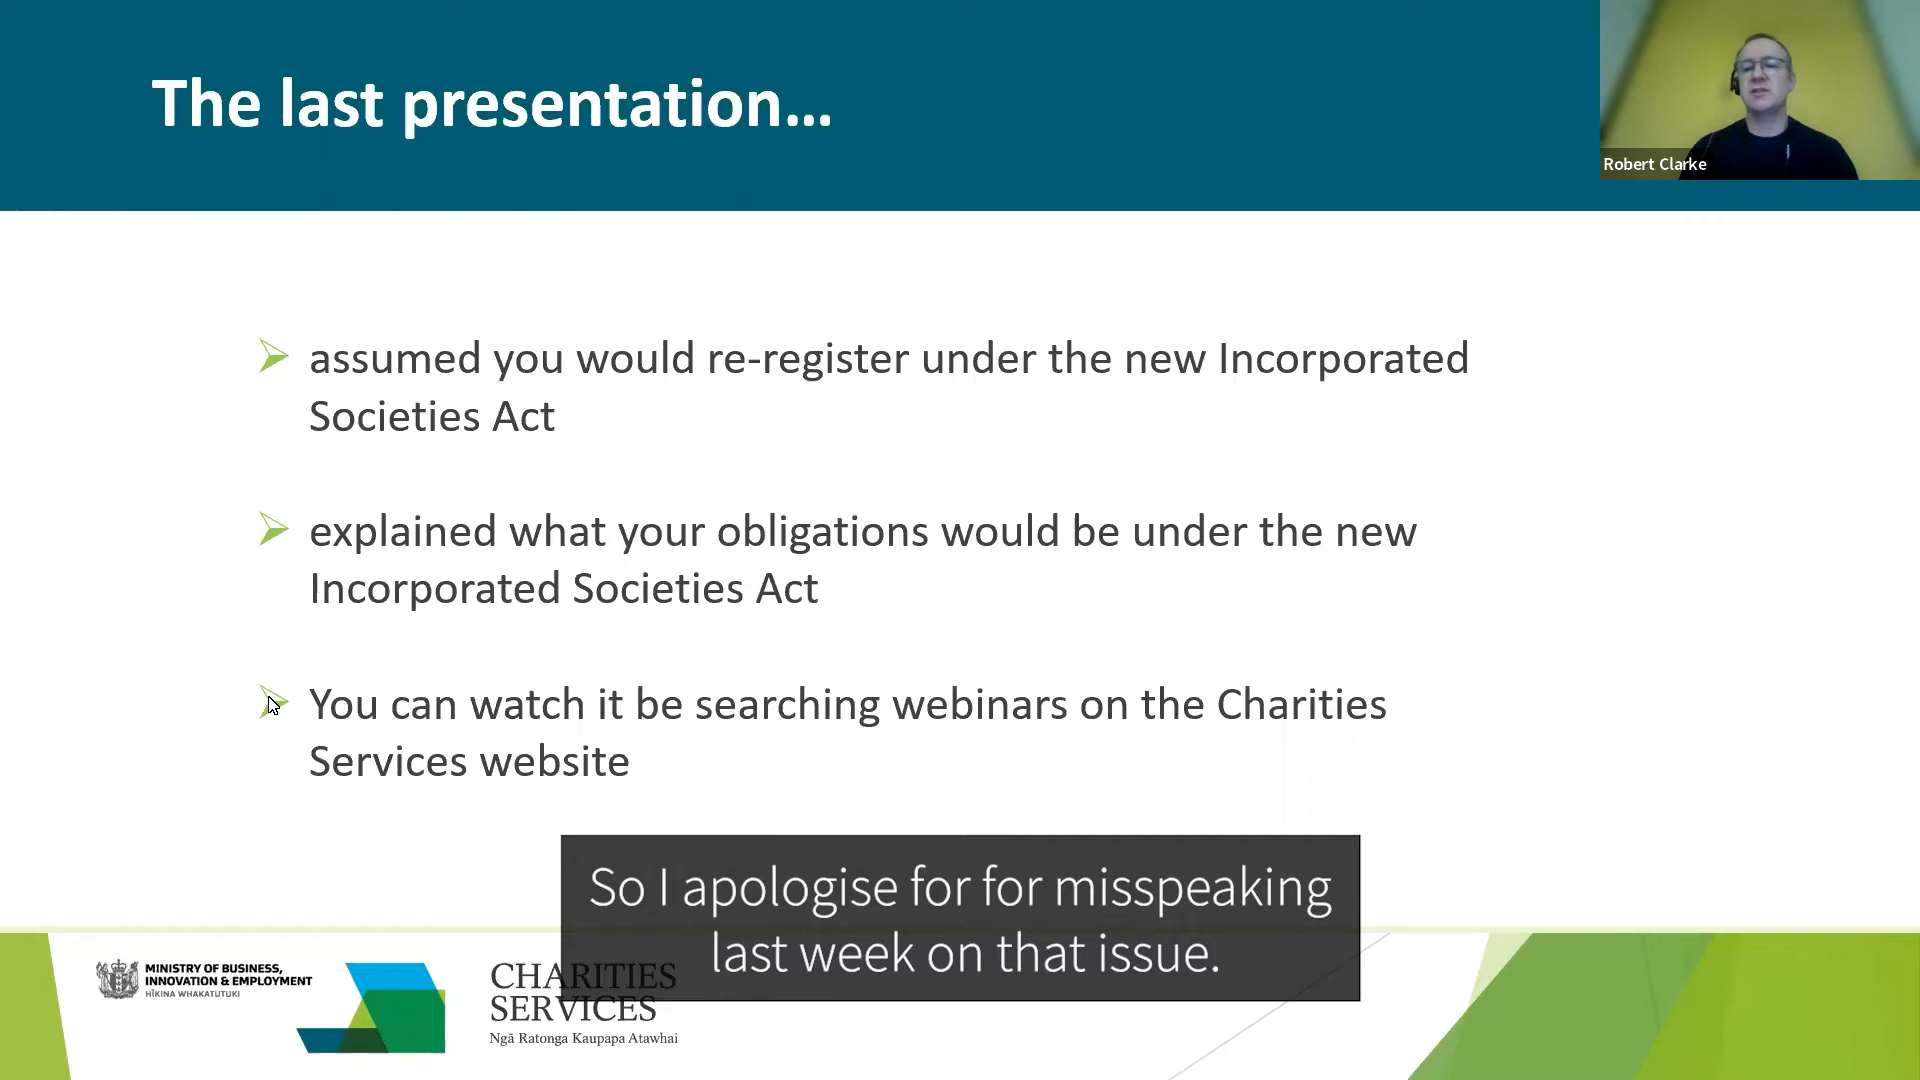 The last presentation...
Robert Clarke
assumed you would re-register under the new Incorporated
Societies Act
explained what your obligations would be under the new
Incorporated Societies Act
You can watch it be searching webinars on the Charities
Services website
So I apologise for for misspeaking
last week on that issue.
MINISTRY OF BUSINESS,
INNOVATION & EMPLOYMENT
HĪKINA WHAKATUTUKI
CHARITIES
SERVICES
Ngā Ratonga Kaupapa Atawhai